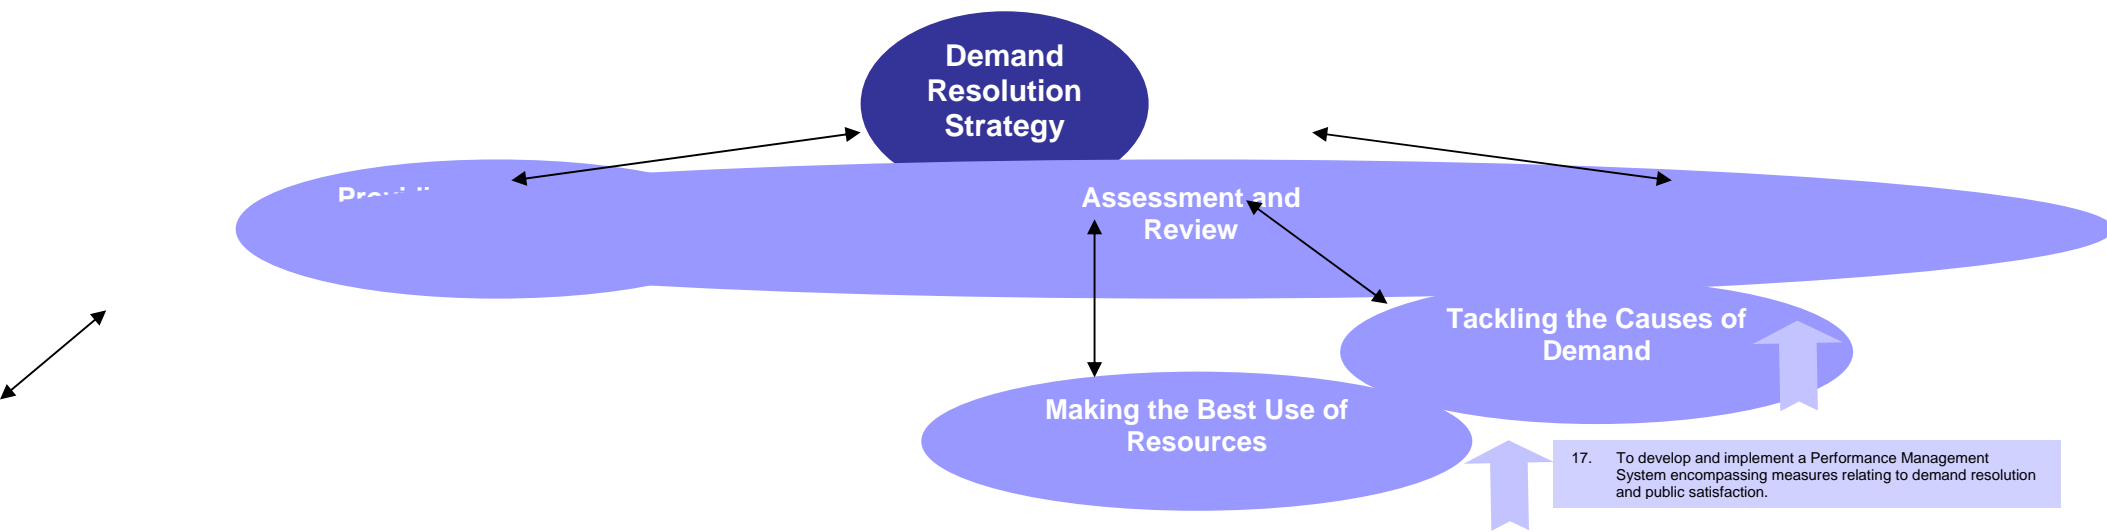 Demand
Resolution
Strategy
Assessment and
Review
Tackling the Causes of
Demand
Making the Best Use of
Resources
17. To develop and implement a Performance Management
System encompassing measures relating to demand resolution
and public satisfaction.